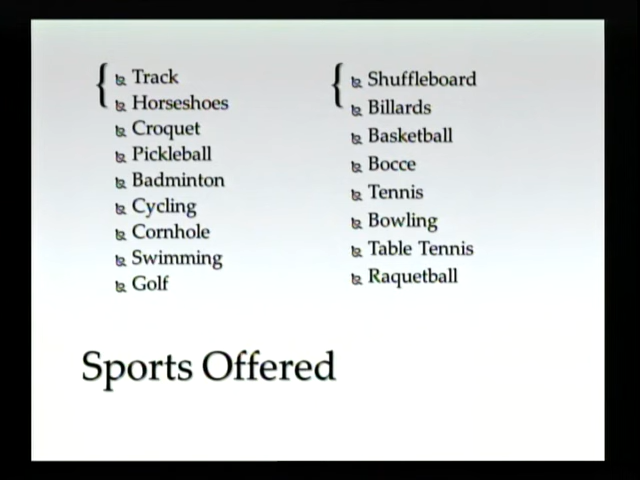 Track
Horseshoes
Croquet
Pickleball
Badminton
Cycling
Cornhole
Swimming
Golf
Shuffleboard
Billards
Basketball
Bocce
Tennis
Bowling
Table Tennis
Raquetball
Sports Offered